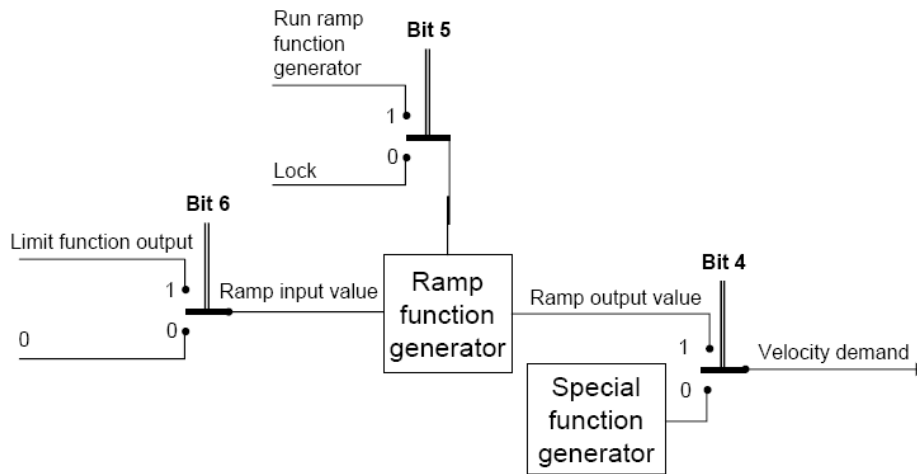 Run ramp
function
generator
Bit 5
1
0
Lock
Bit 6
Limit function output
1
0
0
Ramp input value
Ramp
function
generator
Ramp output value
Bit 4
1
0
Velocity demand
Special
function
generator